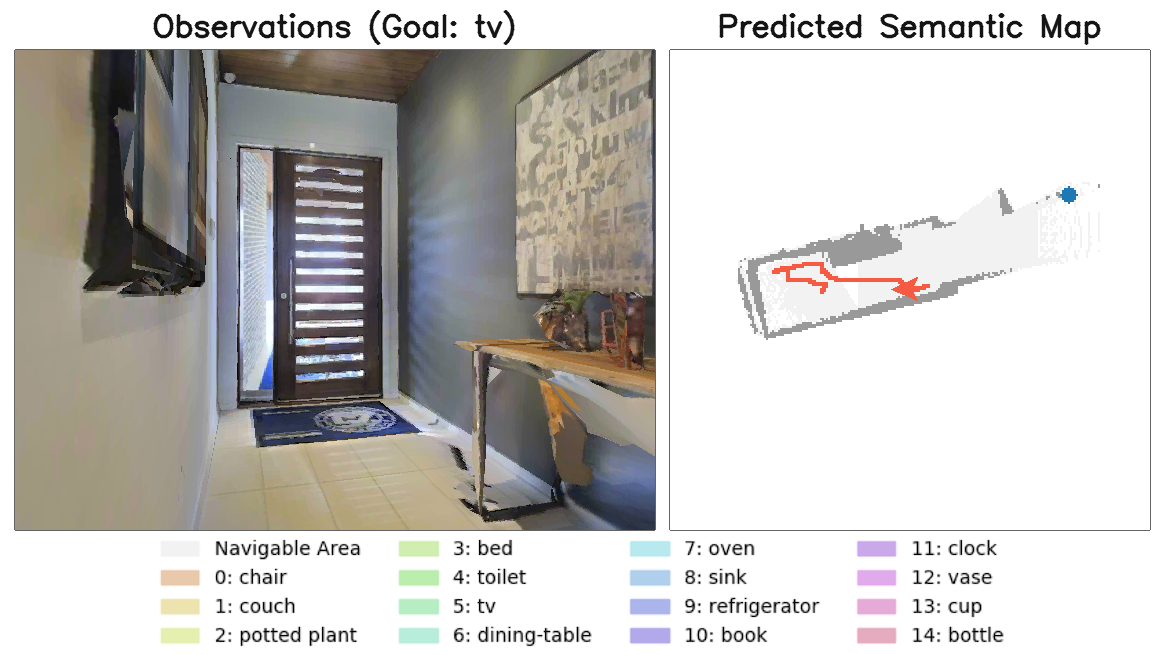 Observations (Goal: tv)
Predicted Semantic Map
Navigable Area
0: chair
1: couch
2: potted plant
3: bed
4: toilet
5: tv
6: dining-table
7: oven
8: sink
9: refrigerator
10: book
11: clock
12: vase
13: cup
14: bottle